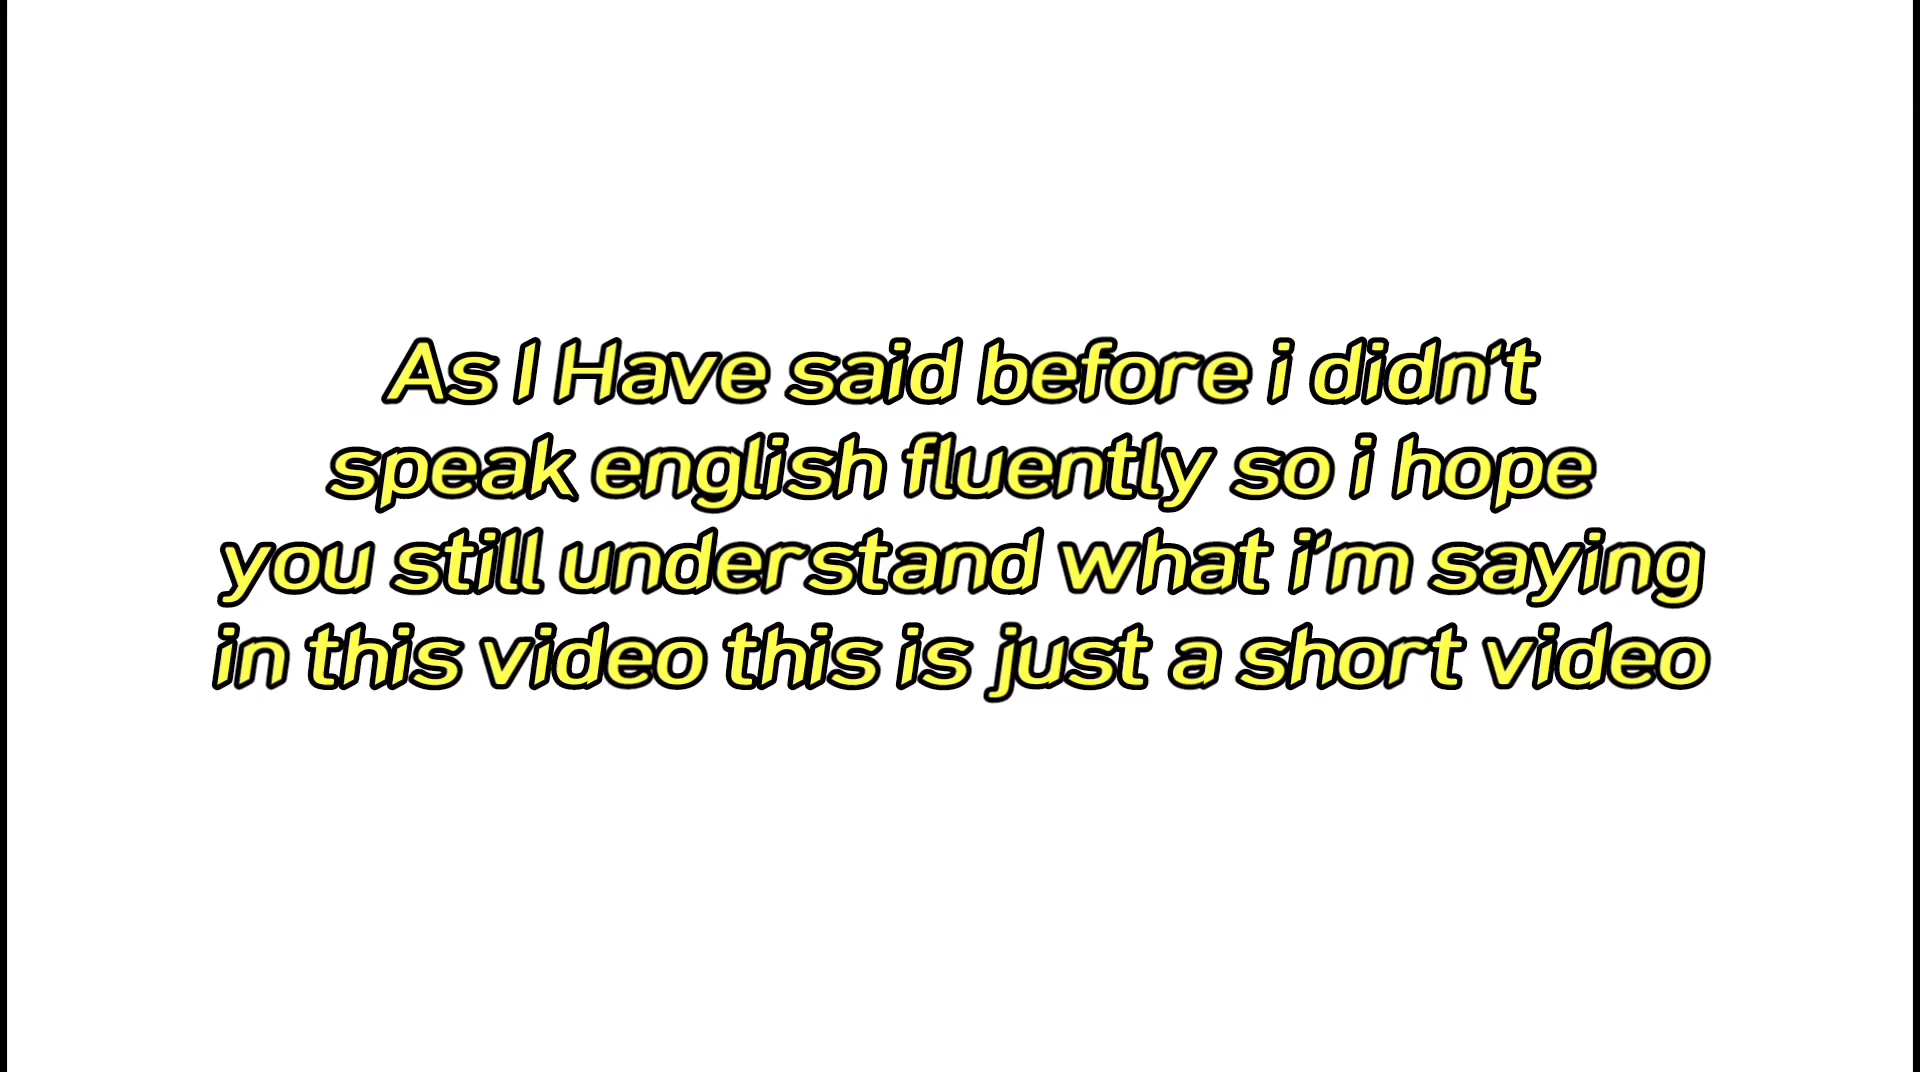 As I Have said before i didn't
speak english fluently so i hope
you still understand what i'm saying
in this video this is just a short video